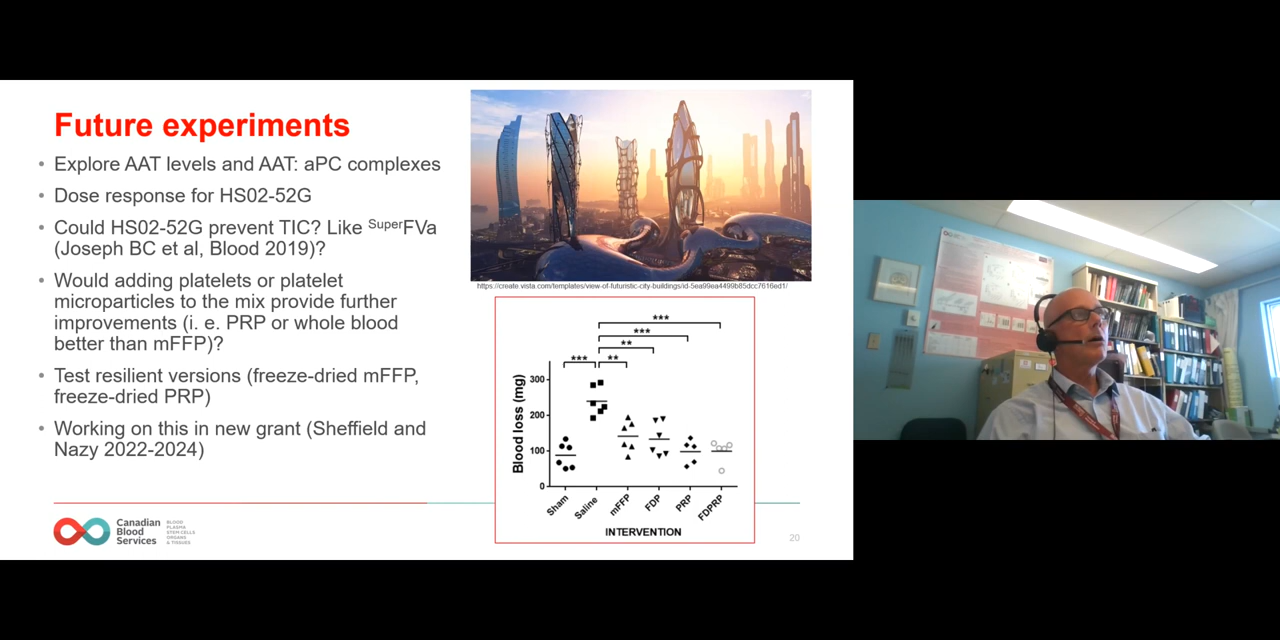 Future experiments
• Explore AAT levels and AAT: aPC complexes
• Dose response for HS02-52G
• Could HS02-52G prevent TIC? Like SuperFVa
(Joseph BC et al, Blood 2019)?
• Would adding platelets or platelet
microparticles to the mix provide further
improvements (i. e. PRP or whole blood
better than mFFP)?
• Test resilient versions (freeze-dried mFFP,
freeze-dried PRP)
• Working on this in new grant (Sheffield and
Nazy 2022-2024)
https://create.vista.com/templates/view-of-futuristic-city-buildings/id-5ea99ea4499b85dcc7616ed1/
***
***
**
*** **
Blood loss (mg)
300
200
100
0
Sham Saline mFFP FDP PRP FDPRP
INTERVENTION
Canadian
Blood
Services
BLOOD
PLASMA
STEM CELLS
ORGANS
& TISSUES
20